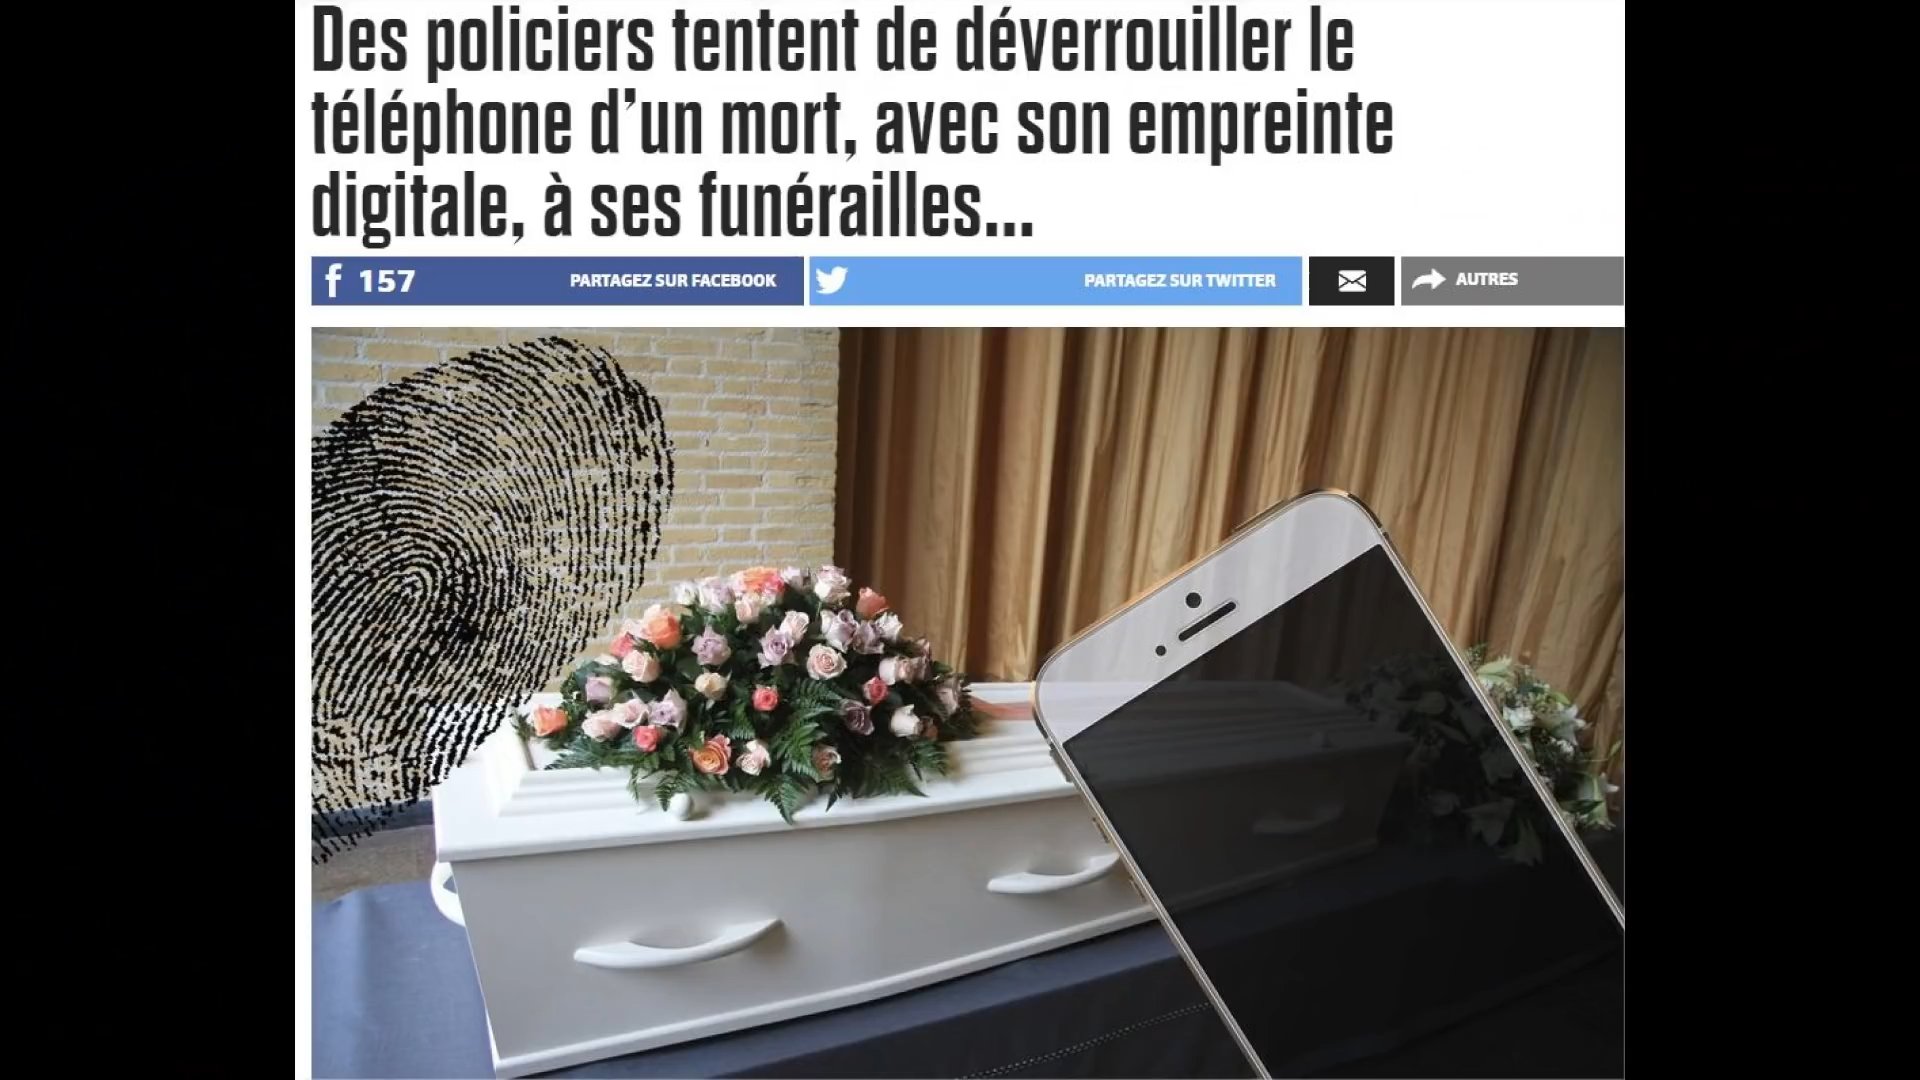 Des policiers tentent de déverrouiller le
téléphone d’un mort, avec son empreinte
digitale, à ses funérailles...
f 157 PARTAGEZ SUR FACEBOOK PARTAGEZ SUR TWITTER AUTRES